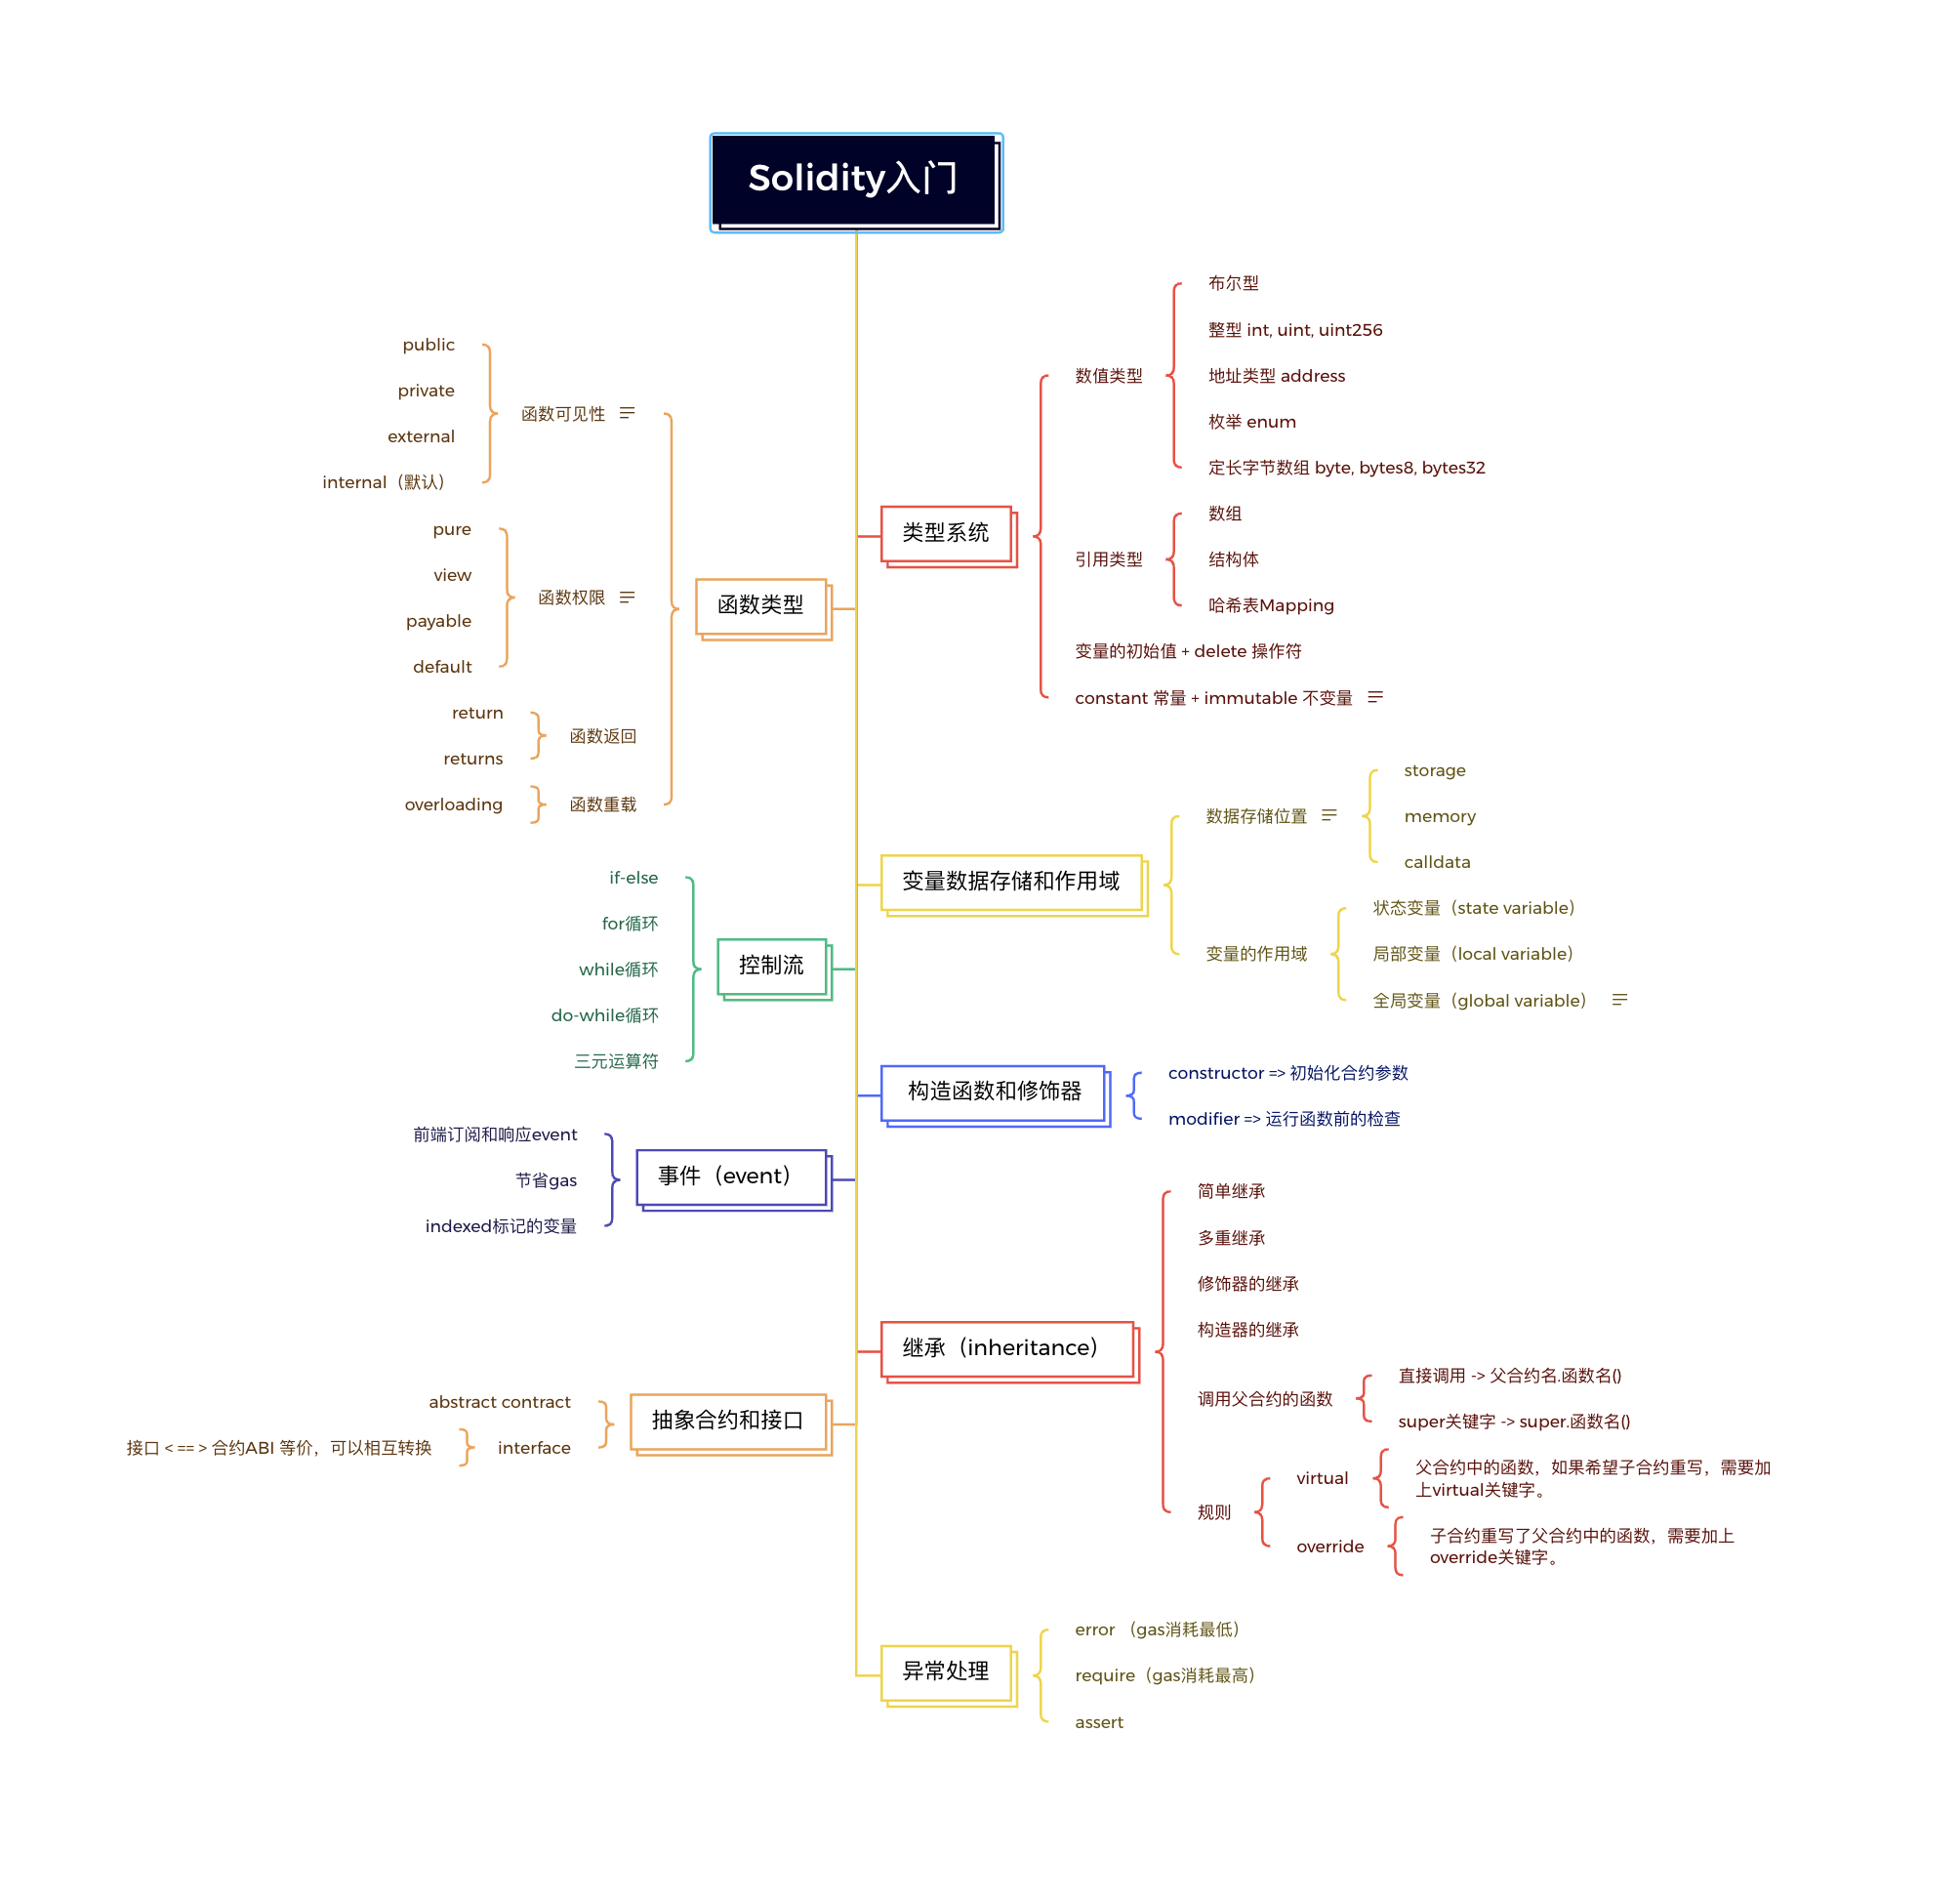 Solidity入门
类型系统
数值类型
布尔型
整型 int, uint, uint256
地址类型 address
枚举 enum
定长字节数组 byte, bytes8, bytes32
引用类型
数组
结构体
哈希表Mapping
变量的初始值 + delete 操作符
constant 常量 + immutable 不变量
函数类型
函数可见性
public
private
external
internal（默认）
函数权限
pure
view
payable
default
函数返回
return
returns
函数重载
overloading
变量数据存储和作用域
数据存储位置
storage
memory
calldata
变量的作用域
状态变量（state variable）
局部变量（local variable）
全局变量（global variable）
控制流
if-else
for循环
while循环
do-while循环
三元运算符
构造函数和修饰器
constructor => 初始化合约参数
modifier => 运行函数前的检查
事件（event）
前端订阅和响应event
节省gas
indexed标记的变量
继承（inheritance）
简单继承
多重继承
修饰器的继承
构造器的继承
调用父合约的函数
直接调用 -> 父合约名.函数名()
super关键字 -> super.函数名()
规则
virtual
父合约中的函数，如果希望子合约重写，需要加
上virtual关键字。
override
子合约重写了父合约中的函数，需要加上
override关键字。
抽象合约和接口
abstract contract
interface
接口 < == > 合约ABI 等价，可以相互转换
异常处理
error （gas消耗最低）
require（gas消耗最高）
assert